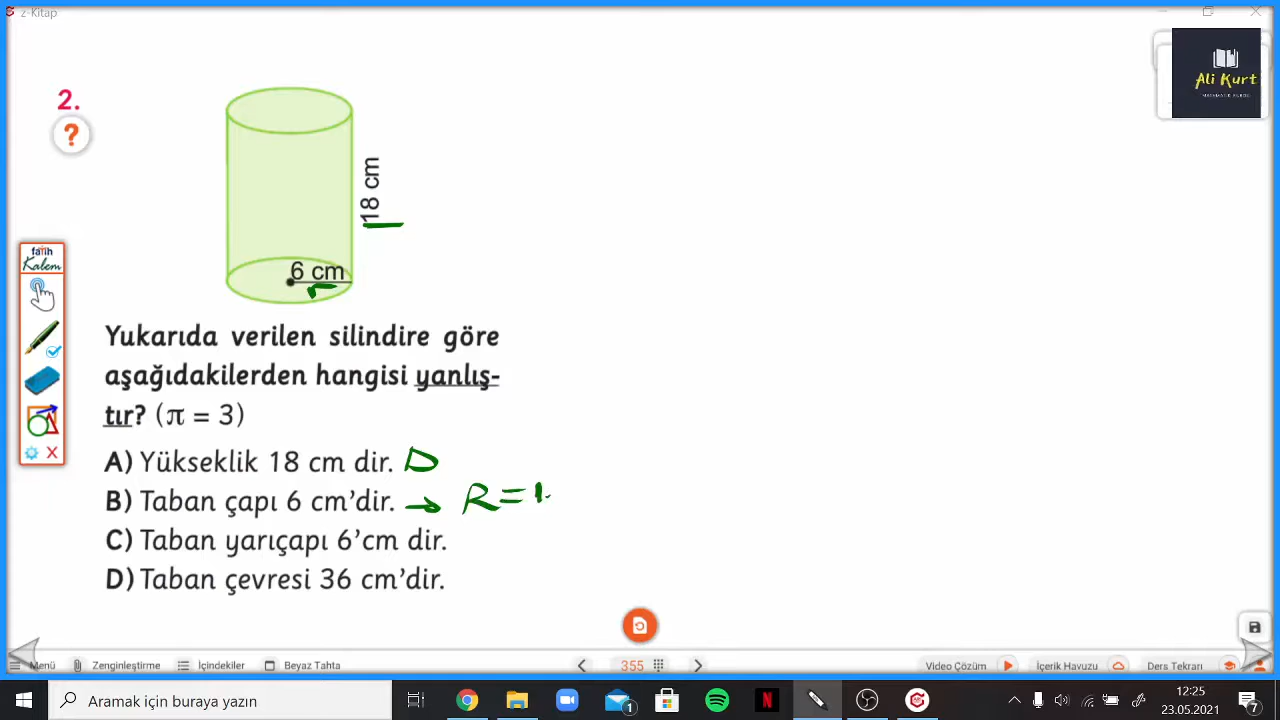 z-Kitap
Ali Kurt
2.
?
18 cm
6 cm
fatih
Kalem
Yukarıda verilen silindire göre
aşağıdakilerden hangisi yanlış-
tır? (π = 3)
A) Yükseklik 18 cm dir. D
B) Taban çapı 6 cm'dir. → R = 1
C) Taban yarıçapı 6'cm dir.
D) Taban çevresi 36 cm'dir.
Menü Zenginleştirme İçindekiler Beyaz Tahta 355 Video Çözüm İçerik Havuzu Ders Tekrarı
Aramak için buraya yazın
1
12:25
23.05.2021
7